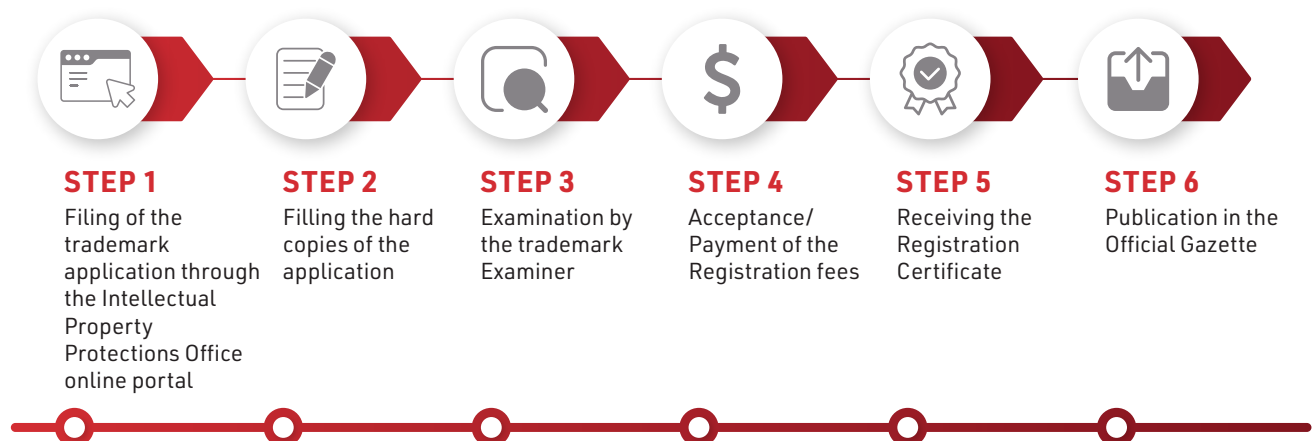 STEP 1
Filing of the
trademark
application through
the Intellectual
Property
Protections Office
online portal
STEP 2
Filling the hard
copies of the
application
STEP 3
Examination by
the trademark
Examiner
STEP 4
Acceptance/
Payment of the
Registration fees
STEP 5
Receiving the
Registration
Certificate
STEP 6
Publication in the
Official Gazette